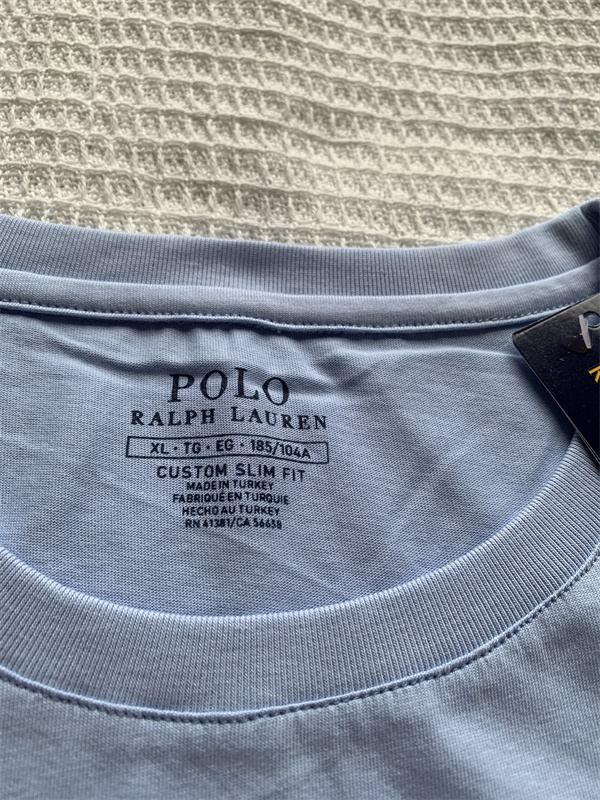 POLO
RALPH LAUREN
XL • TG • EG • 185/104A
CUSTOM SLIM FIT
MADE IN TURKEY
FABRIQUÉ EN TURQUIE
HECHO AU TURKEY
RN 41381/CA 56658